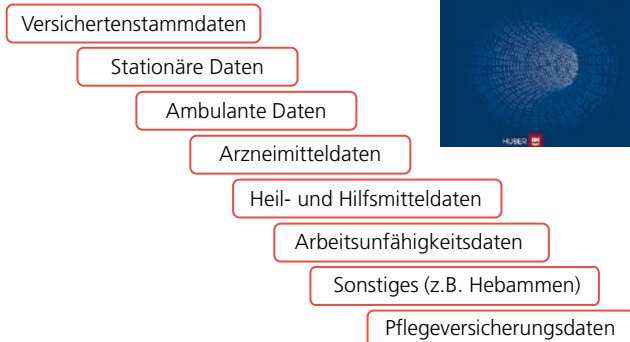 Versichertenstammdaten
Stationäre Daten
Ambulante Daten
HUBER
Arzneimitteldaten
Heil- und Hilfsmitteldaten
Arbeitsunfähigkeitsdaten
Sonstiges (z.B. Hebammen)
Pflegeversicherungsdaten